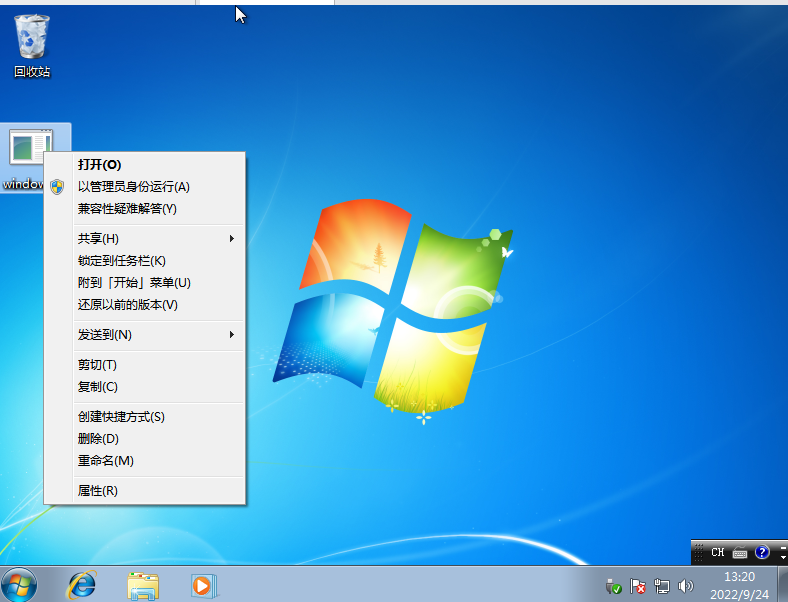 回收站
window
打开(O)
以管理员身份运行(A)
兼容性疑难解答(Y)
共享(H)
锁定到任务栏(K)
附到「开始」菜单(U)
还原以前的版本(V)
发送到(N)
剪切(T)
复制(C)
创建快捷方式(S)
删除(D)
重命名(M)
属性(R)
CH
13:20
2022/9/24